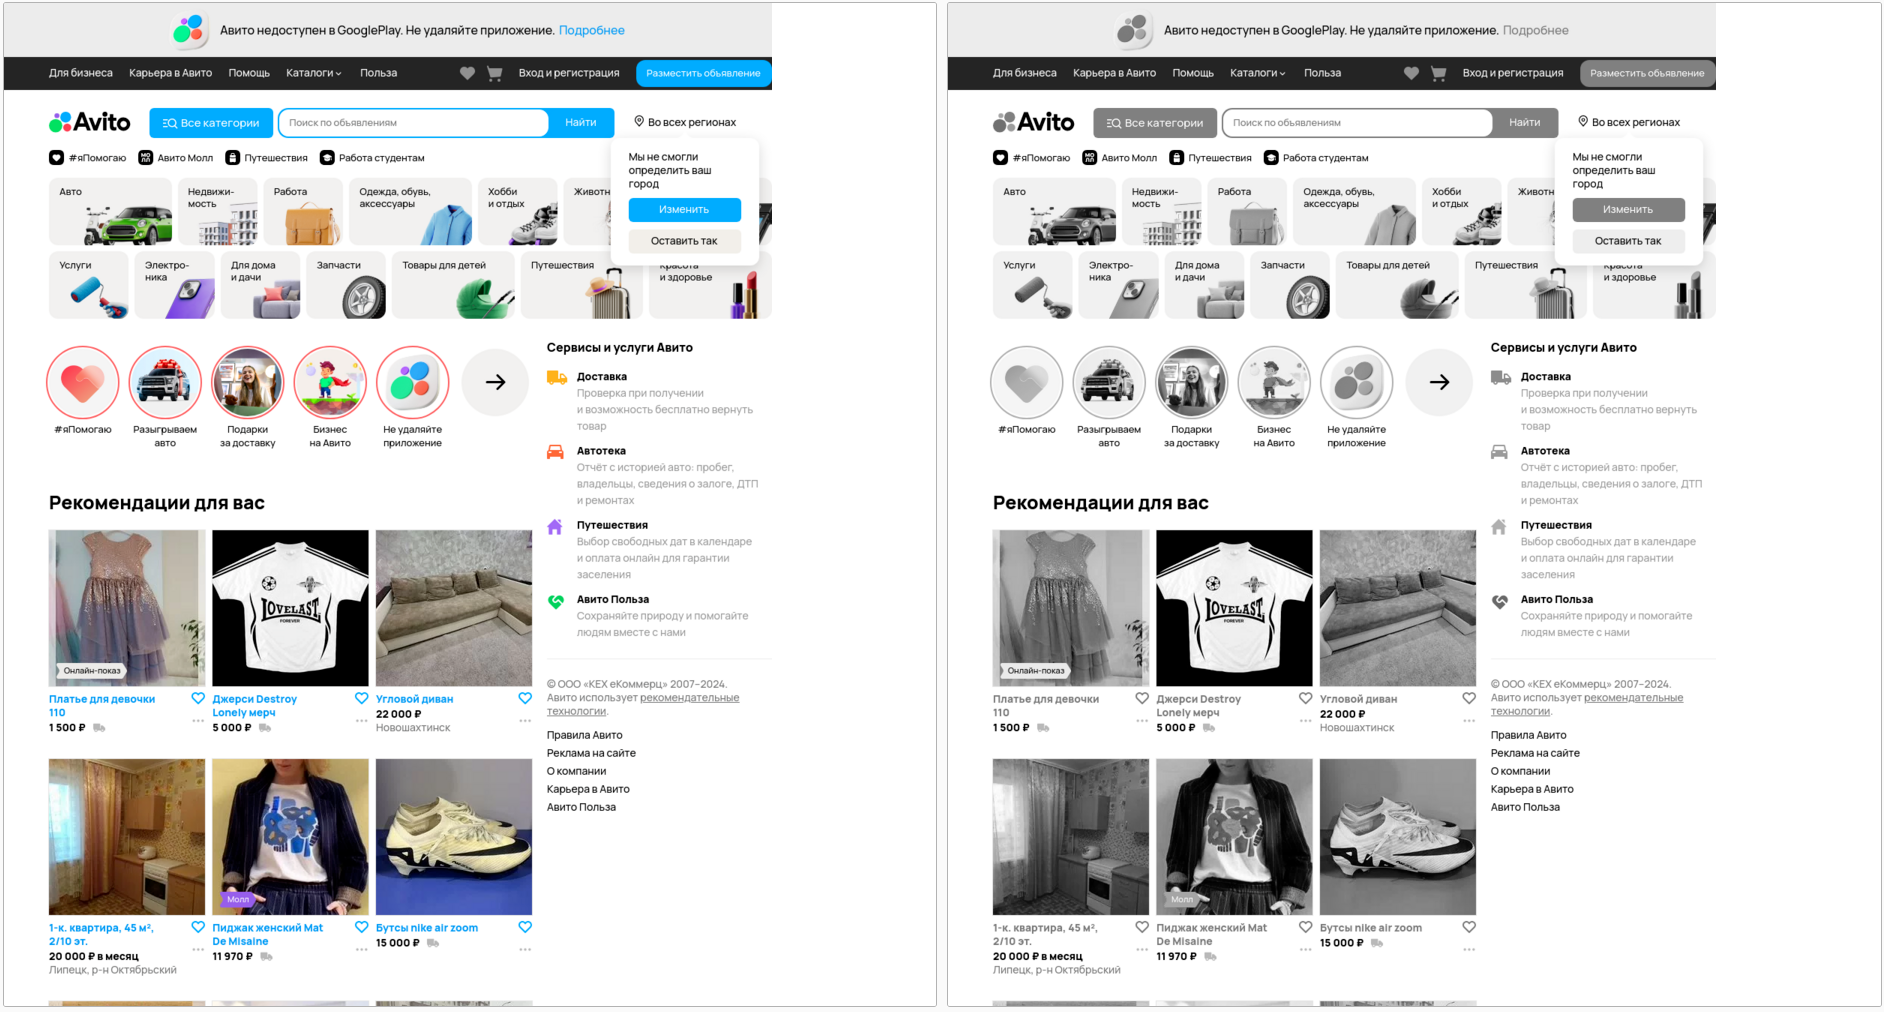 Авито недоступен в GooglePlay. Не удаляйте приложение. Подробнее
Для бизнеса Карьера в Авито Помощь Каталоги Польза Вход и регистрация Разместить объявление
Avito Все категории Поиск по объявлениям Найти Во всех регионах
#яПомогаю Авито Молл Путешествия Работа студентам
Мы не смогли
определить ваш
город
Изменить
Оставить так
Авто
Недвижи-
мость
Работа
Одежда, обувь,
аксессуары
Хобби
и отдых
Животн
Услуги
Электро-
ника
Для дома
и дачи
Запчасти
Товары для детей
Путешествия
Красота
и здоровье
#яПомогаю
Разыгрываем
авто
Подарки
за доставку
Бизнес
на Авито
Не удаляйте
приложение
Сервисы и услуги Авито
Доставка
Проверка при получении
и возможность бесплатно вернуть
товар
Автотека
Отчёт с историей авто: пробег,
владельцы, сведения о залоге, ДТП
и ремонтах
Путешествия
Выбор свободных дат в календаре
и оплата онлайн для гарантии
заселения
Авито Польза
Сохраняйте природу и помогайте
людям вместе с нами
© ООО «КЕХ еКоммерц» 2007–2024.
Авито использует рекомендательные
технологии.
Правила Авито
Реклама на сайте
О компании
Карьера в Авито
Авито Польза
Рекомендации для вас
Онлайн-показ
Платье для девочки
110
1 500 ₽
LOVELAST
FOREVER
Джерси Destroy
Lonely мерч
5 000 ₽
Угловой диван
22 000 ₽
Новошахтинск
1-к. квартира, 45 м²,
2/10 эт.
20 000 ₽ в месяц
Липецк, р-н Октябрьский
Молл
Пиджак женский Mat
De Misaine
11 970 ₽
Бутсы nike air zoom
15 000 ₽
Авито недоступен в GooglePlay. Не удаляйте приложение. Подробнее
Для бизнеса Карьера в Авито Помощь Каталоги Польза Вход и регистрация Разместить объявление
Avito Все категории Поиск по объявлениям Найти Во всех регионах
#яПомогаю Авито Молл Путешествия Работа студентам
Мы не смогли
определить ваш
город
Изменить
Оставить так
Авто
Недвижи-
мость
Работа
Одежда, обувь,
аксессуары
Хобби
и отдых
Животн
Услуги
Электро-
ника
Для дома
и дачи
Запчасти
Товары для детей
Путешествия
Красота
и здоровье
#яПомогаю
Разыгрываем
авто
Подарки
за доставку
Бизнес
на Авито
Не удаляйте
приложение
Сервисы и услуги Авито
Доставка
Проверка при получении
и возможность бесплатно вернуть
товар
Автотека
Отчёт с историей авто: пробег,
владельцы, сведения о залоге, ДТП
и ремонтах
Путешествия
Выбор свободных дат в календаре
и оплата онлайн для гарантии
заселения
Авито Польза
Сохраняйте природу и помогайте
людям вместе с нами
© ООО «КЕХ еКоммерц» 2007–2024.
Авито использует рекомендательные
технологии.
Правила Авито
Реклама на сайте
О компании
Карьера в Авито
Авито Польза
Рекомендации для вас
Онлайн-показ
Платье для девочки
110
1 500 ₽
LOVELAST
FOREVER
Джерси Destroy
Lonely мерч
5 000 ₽
Угловой диван
22 000 ₽
Новошахтинск
1-к. квартира, 45 м²,
2/10 эт.
20 000 ₽ в месяц
Липецк, р-н Октябрьский
Молл
Пиджак женский Mat
De Misaine
11 970 ₽
Бутсы nike air zoom
15 000 ₽